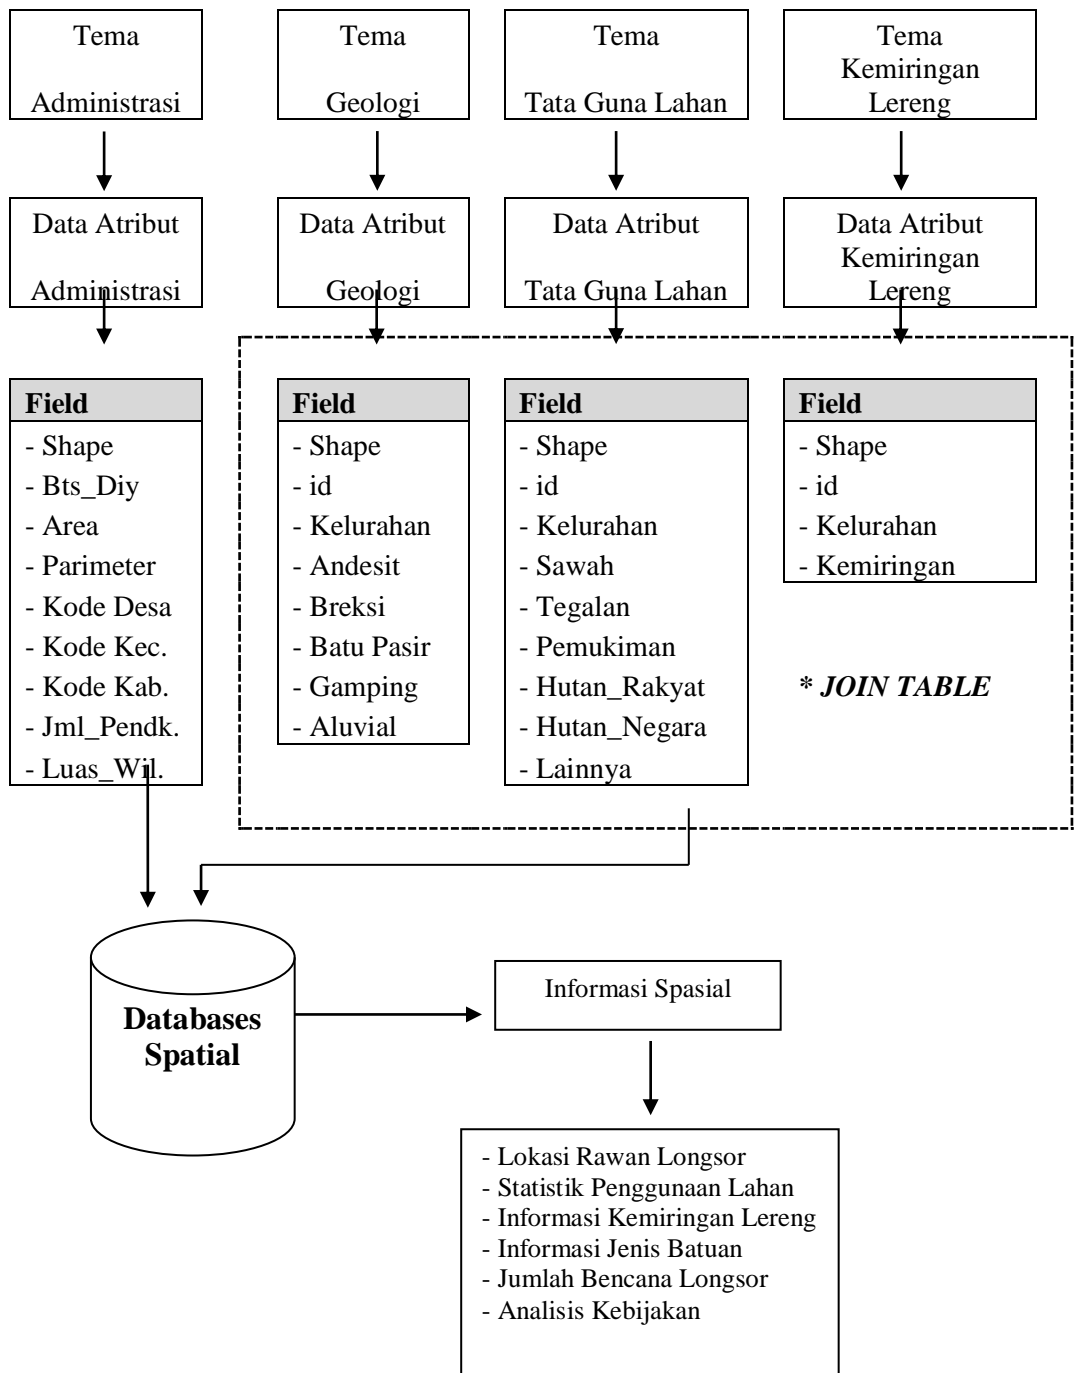 Tema
Administrasi
Tema
Geologi
Tema
Tata Guna Lahan
Tema
Kemiringan
Lereng
Data Atribut
Administrasi
Data Atribut
Geologi
Data Atribut
Tata Guna Lahan
Data Atribut
Kemiringan
Lereng
Field
- Shape
- Bts_Diy
- Area
- Parimeter
- Kode Desa
- Kode Kec.
- Kode Kab.
- Jml_Pendk.
- Luas_Wil.
Field
- Shape
- id
- Kelurahan
- Andesit
- Breksi
- Batu Pasir
- Gamping
- Aluvial
Field
- Shape
- id
- Kelurahan
- Sawah
- Tegalan
- Pemukiman
- Hutan_Rakyat
- Hutan_Negara
- Lainnya
Field
- Shape
- id
- Kelurahan
- Kemiringan
* JOIN TABLE
Databases
Spatial
Informasi Spasial
- Lokasi Rawan Longsor
- Statistik Penggunaan Lahan
- Informasi Kemiringan Lereng
- Informasi Jenis Batuan
- Jumlah Bencana Longsor
- Analisis Kebijakan